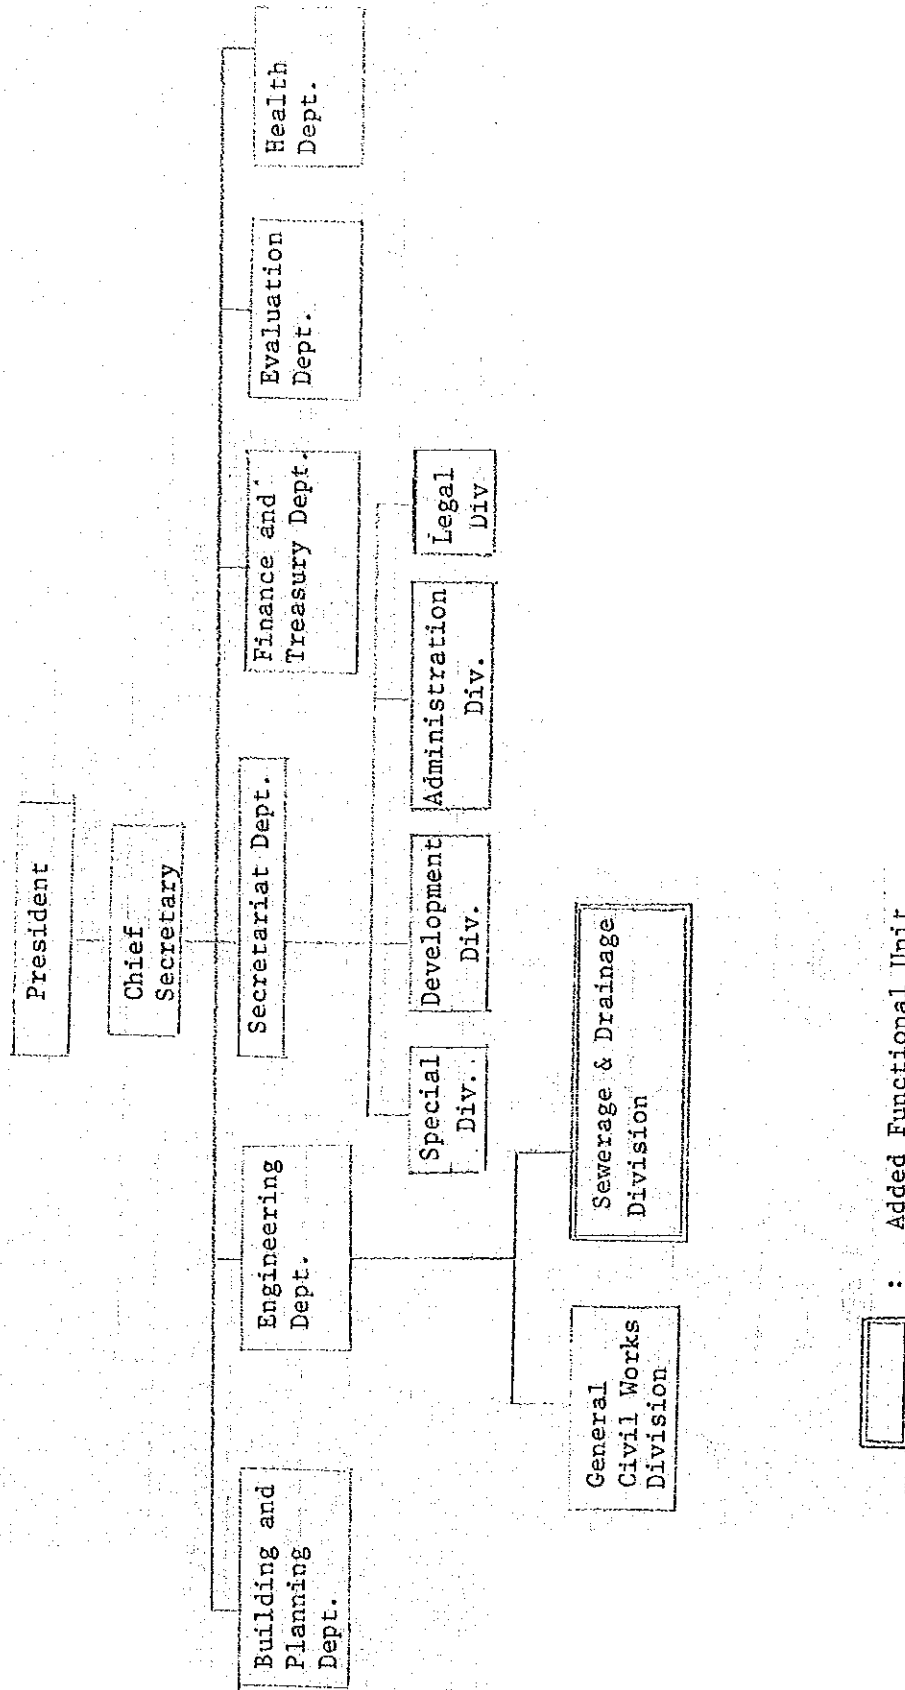 President
Chief
Secretary
Building and
Planning
Dept.
Engineering
Dept.
Secretariat Dept.
Finance and
Treasury Dept.
Evaluation
Dept.
Health
Dept.
Special
Div..
Development
Div.
Administration
Div.
Legal
Div
General
Civil Works
Division
Sewerage & Drainage
Division
: Added Functional Unit